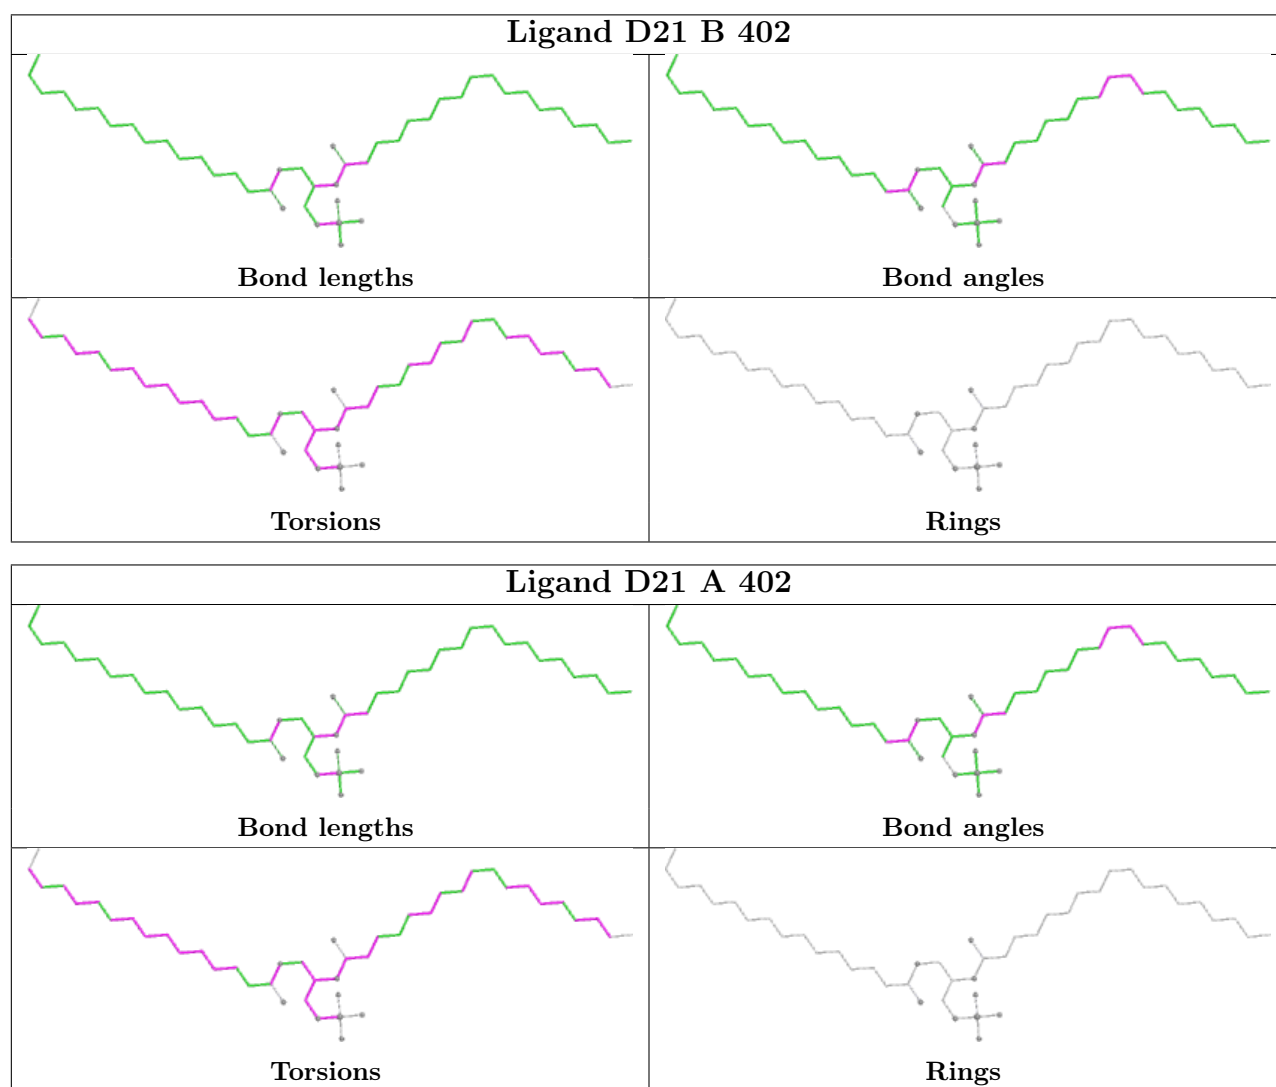 Ligand D21 B 402
Bond lengths
Bond angles
Torsions
Rings
Ligand D21 A 402
Bond lengths
Bond angles
Torsions
Rings